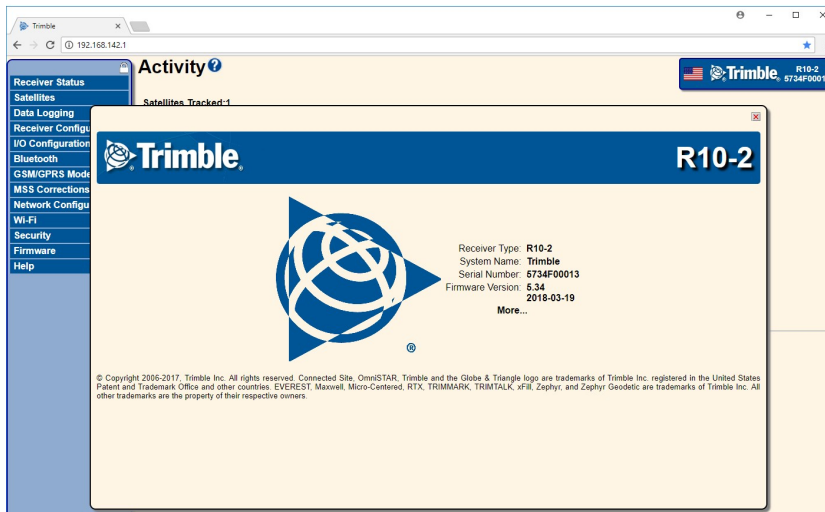 Trimble
192.168.142.1
Activity
Trimble
R10-2
5734F0001
Receiver Status
Satellites
Data Logging
Receiver Configu
I/O Configuration
Bluetooth
GSM/GPRS Mode
MSS Corrections
Network Configu
Wi-Fi
Security
Firmware
Help
Satellites Tracked:1
Trimble
R10-2
Receiver Type: R10-2
System Name: Trimble
Serial Number: 5734F00013
Firmware Version: 5.34
2018-03-19
More...
®
© Copyright 2006-2017, Trimble Inc. All rights reserved. Connected Site, OmniSTAR, Trimble and the Globe & Triangle logo are trademarks of Trimble Inc. registered in the United States
Patent and Trademark Office and other countries. EVEREST, Maxwell, Micro-Centered, RTX, TRIMMARK, TRIMTALK, xFill, Zephyr, and Zephyr Geodetic are trademarks of Trimble Inc. All
other trademarks are the property of their respective owners.